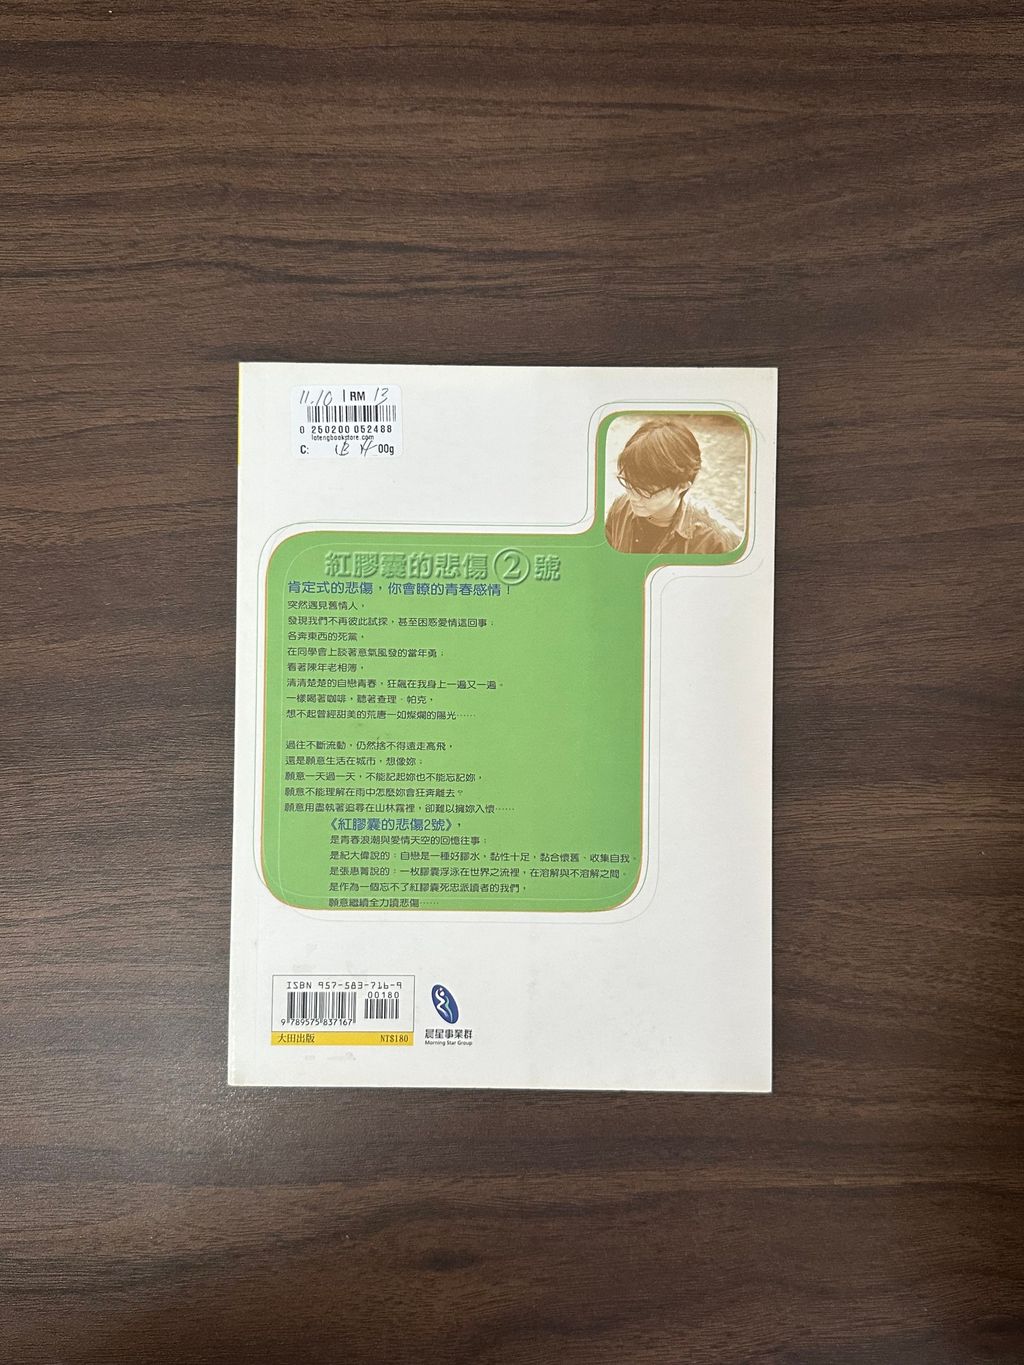 11.10 | RM 13
0 250200 052488
lotengbookstore.com
C: 00g
紅膠囊的悲傷②號
肯定式的悲傷，你會瞭的青春感情！
突然遇見舊情人，
發現我們不再彼此試探，甚至困惑愛情這回事；
各奔東西的死黨，
在同學會上談著意氣風發的當年勇；
看著陳年老相簿，
清清楚楚的自戀青春，狂飆在我身上一遍又一遍。
一樣喝著咖啡，聽著查理‧帕克，
想不起曾經甜美的荒唐一如燦爛的陽光……
過往不斷流動，仍然捨不得遠走高飛，
還是願意生活在城市，想像妳；
願意一天過一天，不能記起妳也不能忘記妳，
願意不能理解在雨中怎麼妳會狂奔離去？
願意用盡執著追尋在山林霧裡，卻難以擁妳入懷……
《紅膠囊的悲傷2號》，
是青春浪潮與愛情天空的回憶往事；
是紀大偉說的：自戀是一種好膠水，黏性十足，黏合懷舊、收集自我。
是張惠菁說的：一枚膠囊浮泳在世界之流裡，在溶解與不溶解之間。
是作為一個忘不了紅膠囊死忠派讀者的我們，
願意繼續全力讀悲傷……
ISBN 957-583-716-9
00180
9 789575 837167
大田出版 NT$180
晨星事業群
Morning Star Group